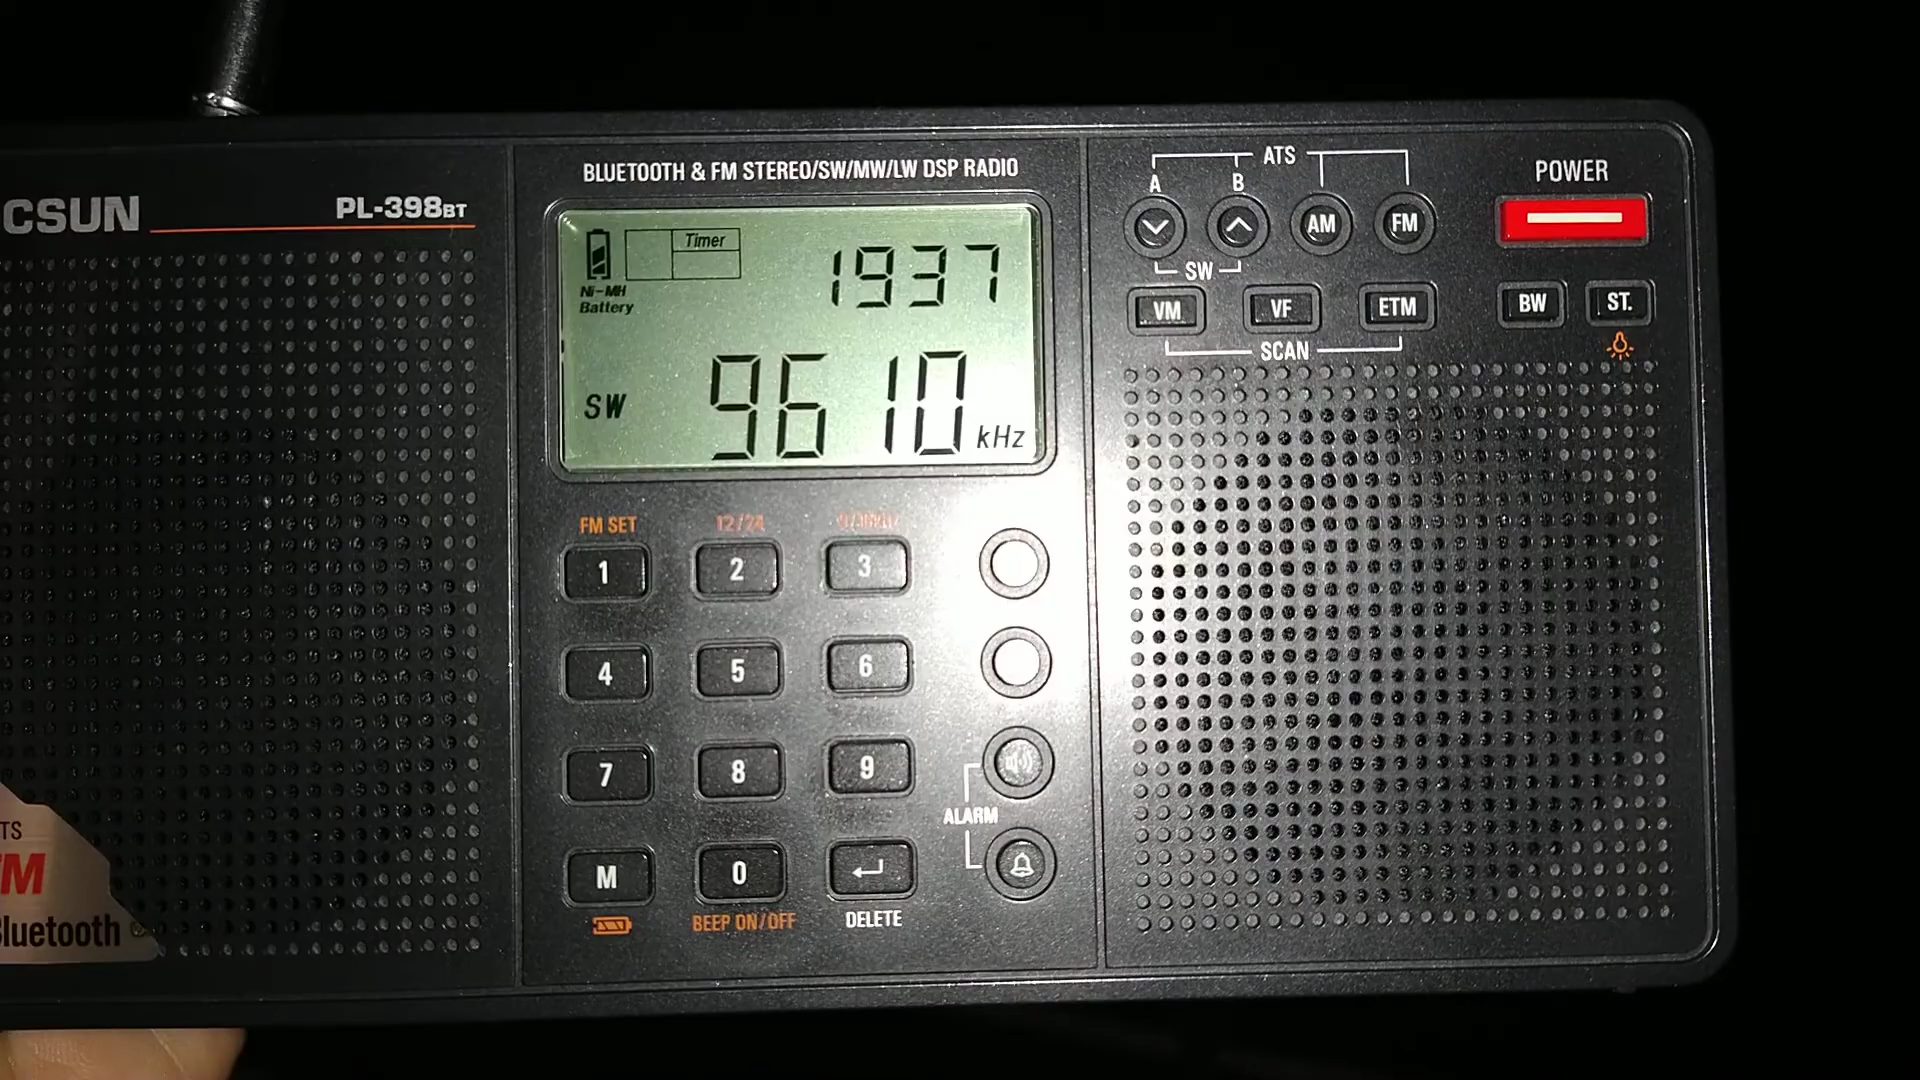 CSUN
PL-398BT
BLUETOOTH & FM STEREO/SW/MW/LW DSP RADIO
Timer
1937
Ni-MH
Battery
SW
9610 kHz
ATS
A B
AM FM
SW
VM VF ETM
SCAN
POWER
BW ST.
FM SET 12/24
1 2 3
4 5 6
7 8 9
M 0
BEEP ON/OFF
DELETE
ALARM
TS
luetooth